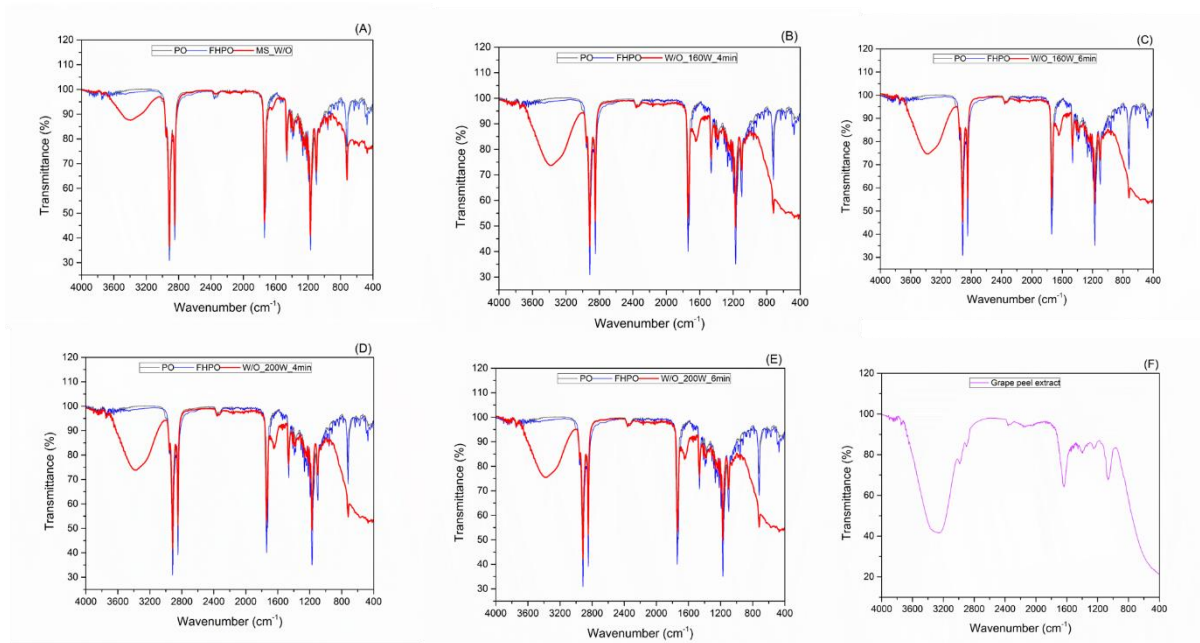 (A)
PO FHPO MS_W/O
120
110
100
90
80
70
60
50
40
30
Transmittance (%)
4000 3600 3200 2800 2400 2000 1600 1200 800 400
Wavenumber (cm⁻¹)
(B)
PO FHPO W/O_160W_4min
120
110
100
90
80
70
60
50
40
30
Transmittance (%)
4000 3600 3200 2800 2400 2000 1600 1200 800 400
Wavenumber (cm⁻¹)
(C)
PO FHPO W/O_160W_6min
120
110
100
90
80
70
60
50
40
30
Transmittance (%)
4000 3600 3200 2800 2400 2000 1600 1200 800 400
Wavenumber (cm⁻¹)
(D)
PO FHPO W/O_200W_4min
120
110
100
90
80
70
60
50
40
30
Transmittance (%)
4000 3600 3200 2800 2400 2000 1600 1200 800 400
Wavenumber (cm⁻¹)
(E)
PO FHPO W/O_200W_6min
120
110
100
90
80
70
60
50
40
30
Transmittance (%)
4000 3600 3200 2800 2400 2000 1600 1200 800 400
Wavenumber (cm⁻¹)
(F)
Grape peel extract
120
100
80
60
40
20
Transmittance (%)
4000 3600 3200 2800 2400 2000 1600 1200 800 400
Wavenumber (cm⁻¹)